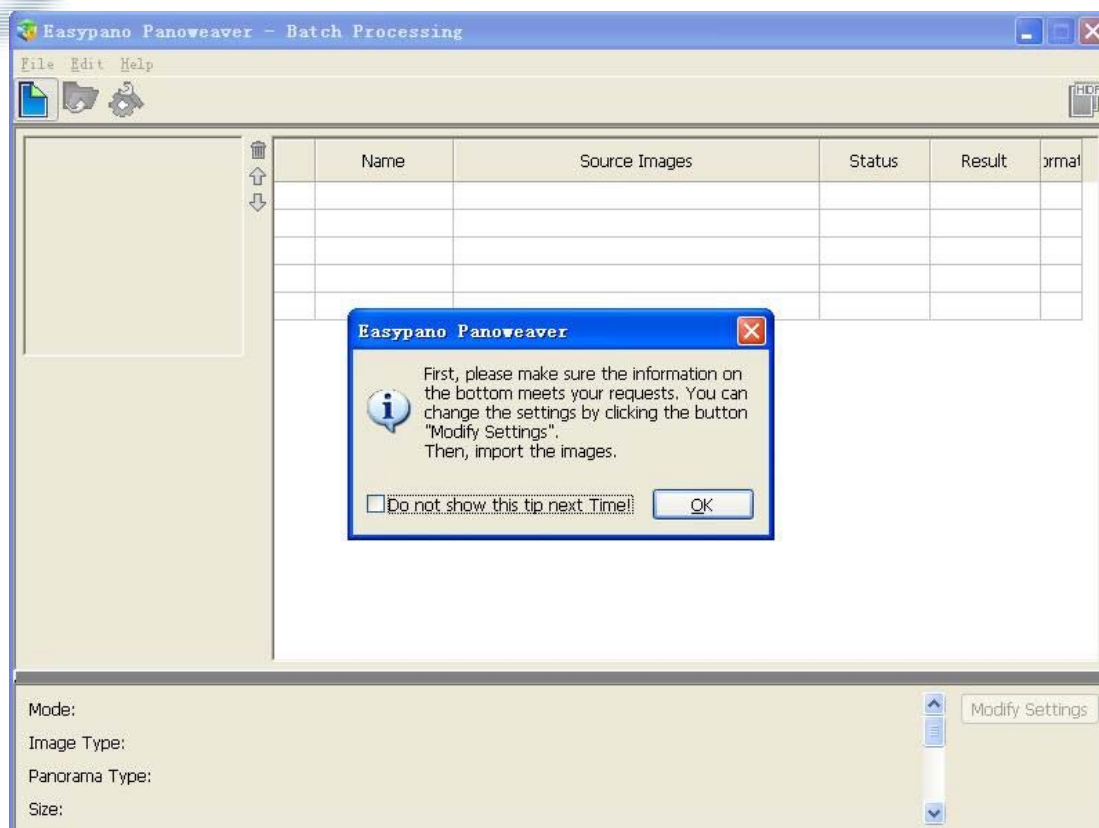 Easypano Panoweaver - Batch Processing
File Edit Help
HDR
Name Source Images Status Result ormat
Easypano Panoweaver
First, please make sure the information on
the bottom meets your requests. You can
change the settings by clicking the button
"Modify Settings".
Then, import the images.
Do not show this tip next Time!
OK
Mode:
Modify Settings
Image Type:
Panorama Type:
Size: